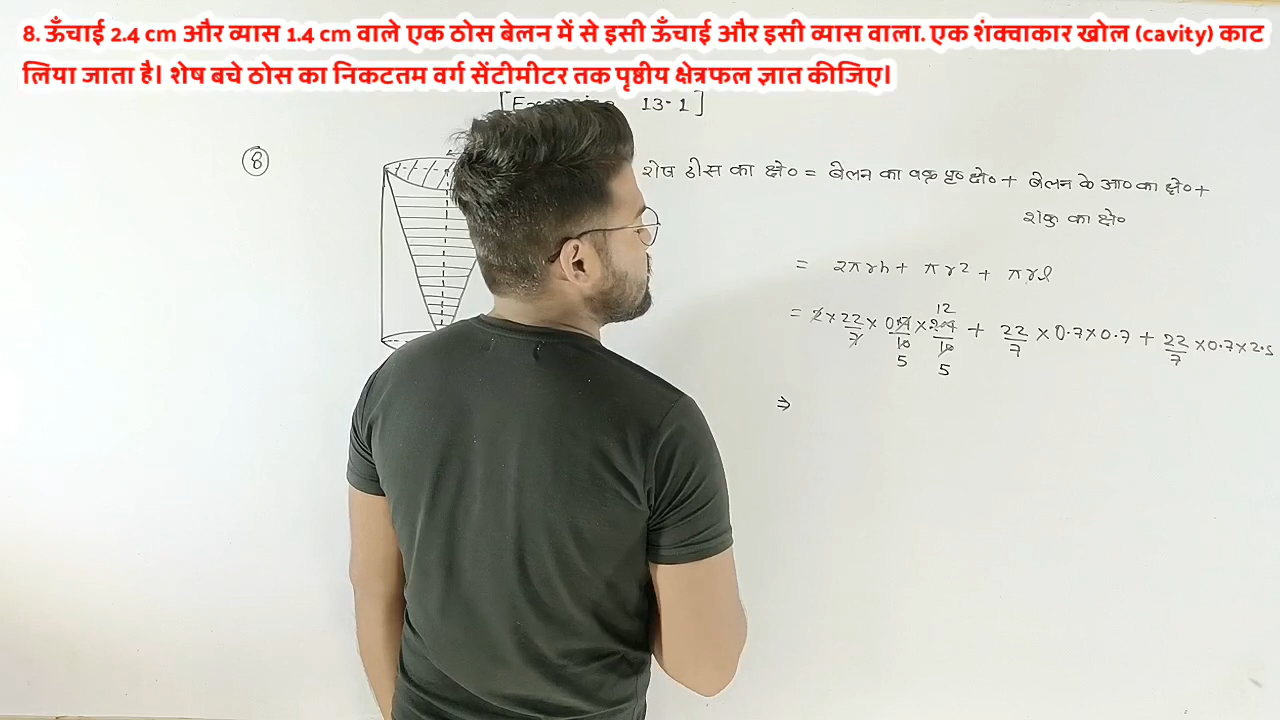 8. ऊँचाई 2.4 cm और व्यास 1.4 cm वाले एक ठोस बेलन में से इसी ऊँचाई और इसी व्यास वाला. एक शंक्वाकार खोल (cavity) काट
लिया जाता है। शेष बचे ठोस का निकटतम वर्ग सेंटीमीटर तक पृष्ठीय क्षेत्रफल ज्ञात कीजिए।
13.1]
8
शेष ठोस का क्षे० = बेलन का वक्र पृ० क्षे० + बेलन के आ० का क्षे० +
शंकु का क्षे०
= 2πrh + πr2 + πrl
= 2 × 22/7 × 0.7/10 × 2.4/10 + 22/7 × 0.7 × 0.7 + 22/7 × 0.7 × 2.5
⇒